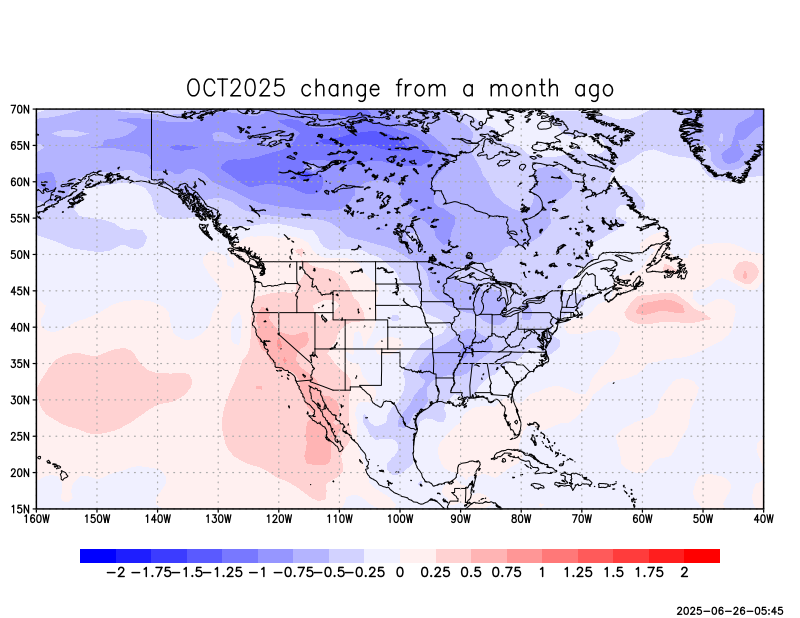 OCT2025 change from a month ago
70N
65N
60N
55N
50N
45N
40N
35N
30N
25N
20N
15N
160W 150W 140W 130W 120W 110W 100W 90W 80W 70W 60W 50W 40W
−2 −1.75−1.5−1.25 −1 −0.75−0.5−0.25 0 0.25 0.5 0.75 1 1.25 1.5 1.75 2
2025-06-26-05:45